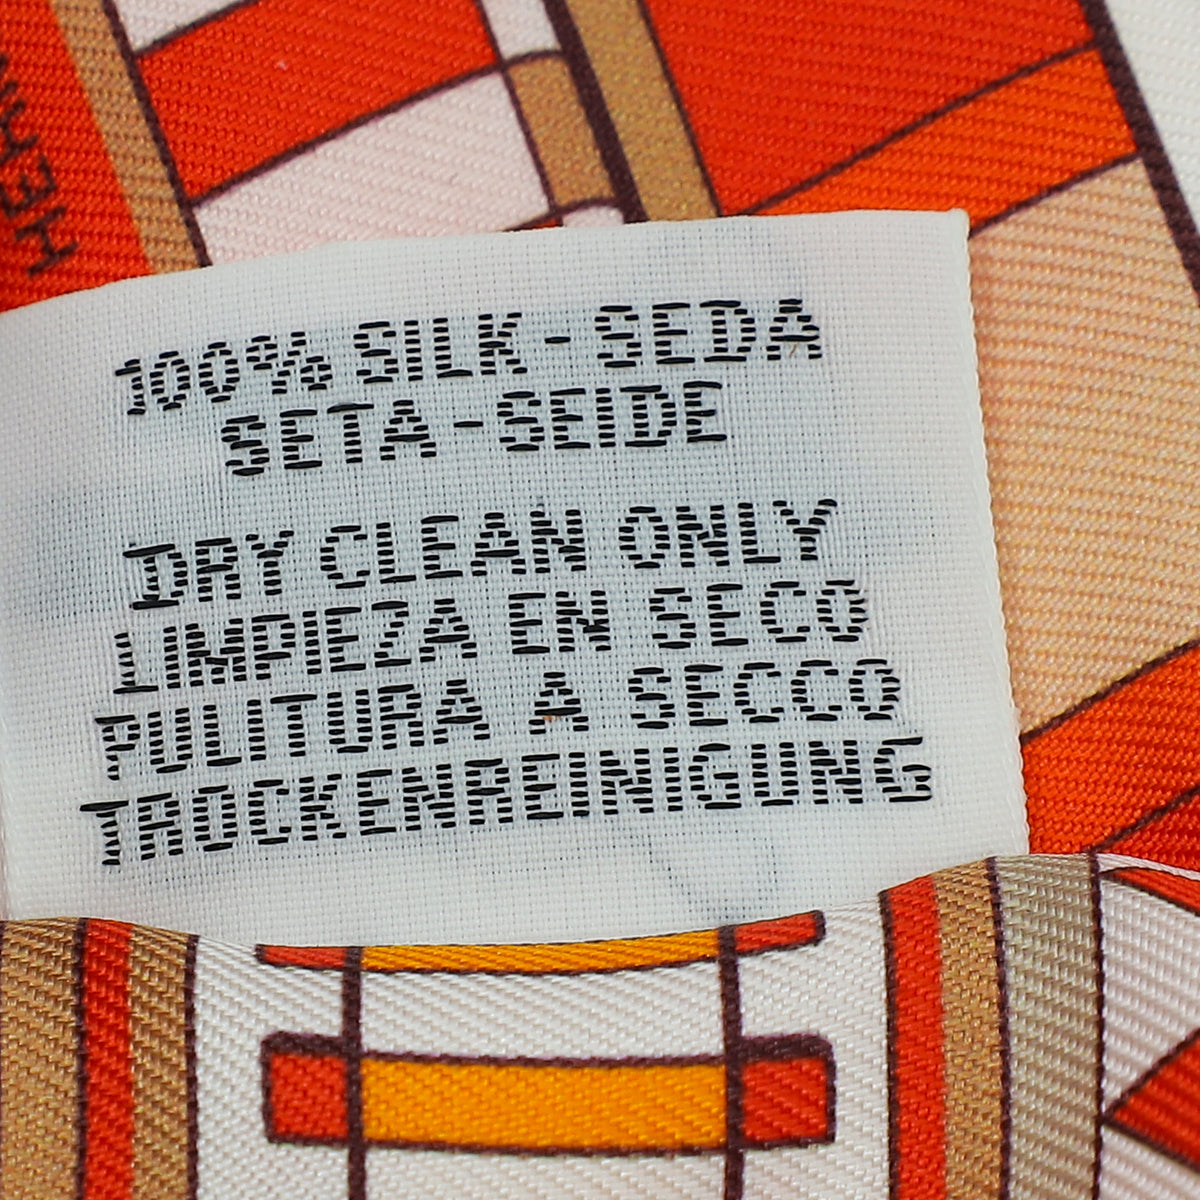 100% SILK - SEDA
SETA - SEIDE
DRY CLEAN ONLY
LIMPIEZA EN SECO
PULITURA A SECCO
TROCKENREINIGUNG